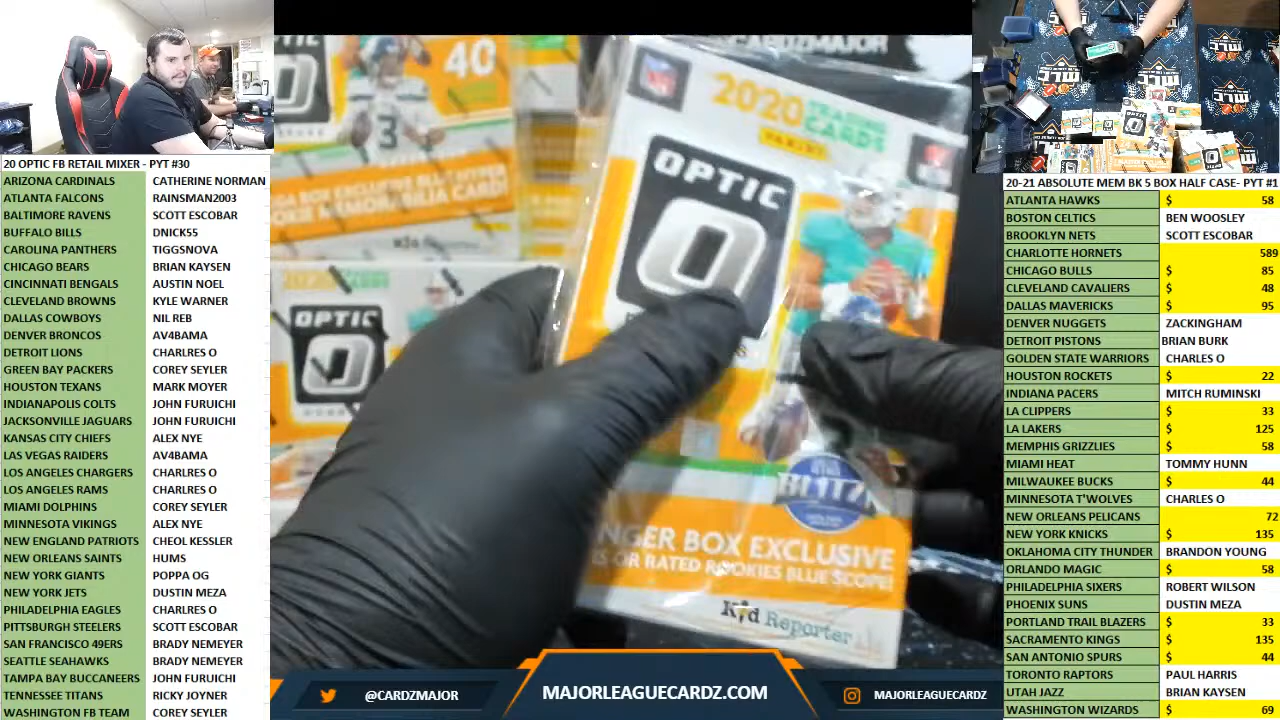 20 OPTIC FB RETAIL MIXER - PYT #30
ARIZONA CARDINALS CATHERINE NORMAN
ATLANTA FALCONS RAINSMAN2003
BALTIMORE RAVENS SCOTT ESCOBAR
BUFFALO BILLS DNICK55
CAROLINA PANTHERS TIGGSNOVA
CHICAGO BEARS BRIAN KAYSEN
CINCINNATI BENGALS AUSTIN NOEL
CLEVELAND BROWNS KYLE WARNER
DALLAS COWBOYS NIL REB
DENVER BRONCOS AV4BAMA
DETROIT LIONS CHARLRES O
GREEN BAY PACKERS COREY SEYLER
HOUSTON TEXANS MARK MOYER
INDIANAPOLIS COLTS JOHN FURUICHI
JACKSONVILLE JAGUARS JOHN FURUICHI
KANSAS CITY CHIEFS ALEX NYE
LAS VEGAS RAIDERS AV4BAMA
LOS ANGELES CHARGERS CHARLRES O
LOS ANGELES RAMS CHARLRES O
MIAMI DOLPHINS COREY SEYLER
MINNESOTA VIKINGS ALEX NYE
NEW ENGLAND PATRIOTS CHEOL KESSLER
NEW ORLEANS SAINTS HUMS
NEW YORK GIANTS POPPA OG
NEW YORK JETS DUSTIN MEZA
PHILADELPHIA EAGLES CHARLRES O
PITTSBURGH STEELERS SCOTT ESCOBAR
SAN FRANCISCO 49ERS BRADY NEMEYER
SEATTLE SEAHAWKS BRADY NEMEYER
TAMPA BAY BUCCANEERS JOHN FURUICHI
TENNESSEE TITANS RICKY JOYNER
WASHINGTON FB TEAM COREY SEYLER
CARDZMAJOR
40
3
OPTIC
2020 TRADING CARDS
PANINI
OPTIC
BLITZ
NGER BOX EXCLUSIVE
S OR RATED ROOKIES BLUE SCOPE!
Kid Reporter
@CARDZMAJOR
MAJORLEAGUECARDZ.COM
MAJORLEAGUECARDZ
20-21 ABSOLUTE MEM BK 5 BOX HALF CASE- PYT #1
ATLANTA HAWKS $ 58
BOSTON CELTICS BEN WOOSLEY
BROOKLYN NETS SCOTT ESCOBAR
CHARLOTTE HORNETS 589
CHICAGO BULLS $ 85
CLEVELAND CAVALIERS $ 48
DALLAS MAVERICKS $ 95
DENVER NUGGETS ZACKINGHAM
DETROIT PISTONS BRIAN BURK
GOLDEN STATE WARRIORS CHARLES O
HOUSTON ROCKETS $ 22
INDIANA PACERS MITCH RUMINSKI
LA CLIPPERS $ 33
LA LAKERS $ 125
MEMPHIS GRIZZLIES $ 58
MIAMI HEAT TOMMY HUNN
MILWAUKEE BUCKS $ 44
MINNESOTA T'WOLVES CHARLES O
NEW ORLEANS PELICANS 72
NEW YORK KNICKS $ 135
OKLAHOMA CITY THUNDER BRANDON YOUNG
ORLANDO MAGIC $ 58
PHILADELPHIA SIXERS ROBERT WILSON
PHOENIX SUNS DUSTIN MEZA
PORTLAND TRAIL BLAZERS $ 33
SACRAMENTO KINGS $ 135
SAN ANTONIO SPURS $ 44
TORONTO RAPTORS PAUL HARRIS
UTAH JAZZ BRIAN KAYSEN
WASHINGTON WIZARDS $ 69